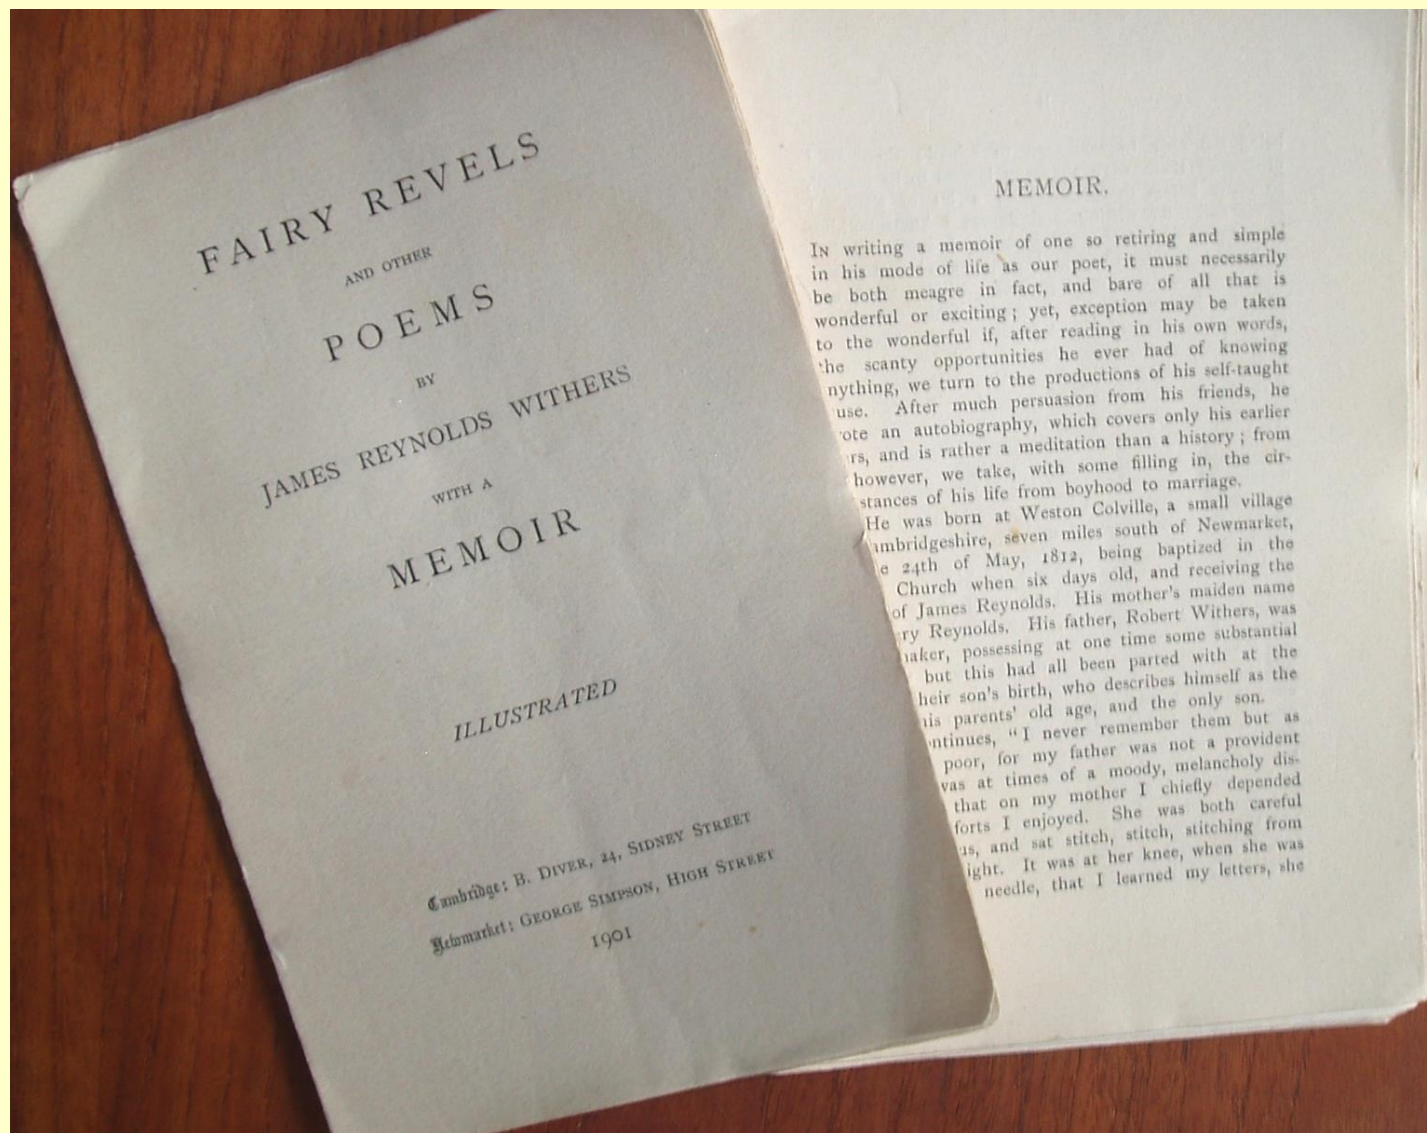 FAIRY REVELS
AND OTHER
POEMS
BY
JAMES REYNOLDS WITHERS
WITH A
MEMOIR
ILLUSTRATED
Cambridge: B. DIVER, 24, SIDNEY STREET
Newmarket: GEORGE SIMPSON, HIGH STREET
1901
MEMOIR.
IN writing a memoir of one so retiring and simple
in his mode of life as our poet, it must necessarily
be both meagre in fact, and bare of all that is
wonderful or exciting; yet, exception may be taken
to the wonderful if, after reading in his own words,
the scanty opportunities he ever had of knowing
nything, we turn to the productions of his self-taught
use. After much persuasion from his friends, he
ote an autobiography, which covers only his earlier
rs, and is rather a meditation than a history; from
however, we take, with some filling in, the cir-
stances of his life from boyhood to marriage.
He was born at Weston Colville, a small village
ambridgeshire, seven miles south of Newmarket,
e 24th of May, 1812, being baptized in the
Church when six days old, and receiving the
of James Reynolds. His mother's maiden name
ry Reynolds. His father, Robert Withers, was
aker, possessing at one time some substantial
but this had all been parted with at the
heir son's birth, who describes himself as the
is parents' old age, and the only son.
ntinues, "I never remember them but as
poor, for my father was not a provident
vas at times of a moody, melancholy dis-
that on my mother I chiefly depended
forts I enjoyed. She was both careful
us, and sat stitch, stitch, stitching from
ight. It was at her knee, when she was
needle, that I learned my letters, she